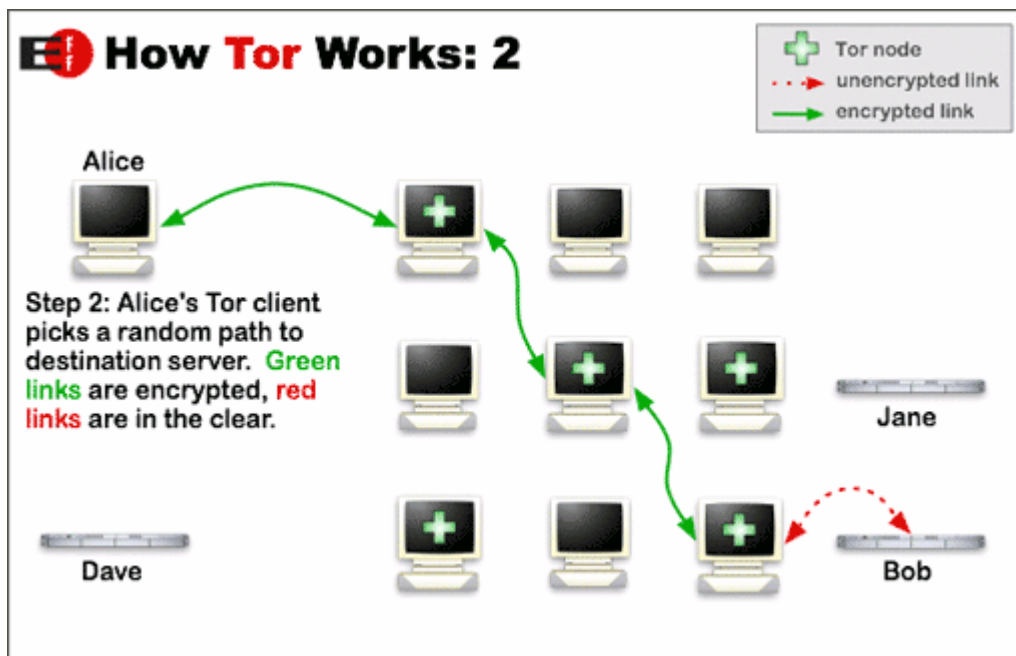 EFF How Tor Works: 2
Tor node
unencrypted link
encrypted link
Alice
Step 2: Alice's Tor client
picks a random path to
destination server. Green
links are encrypted, red
links are in the clear.
Jane
Dave
Bob